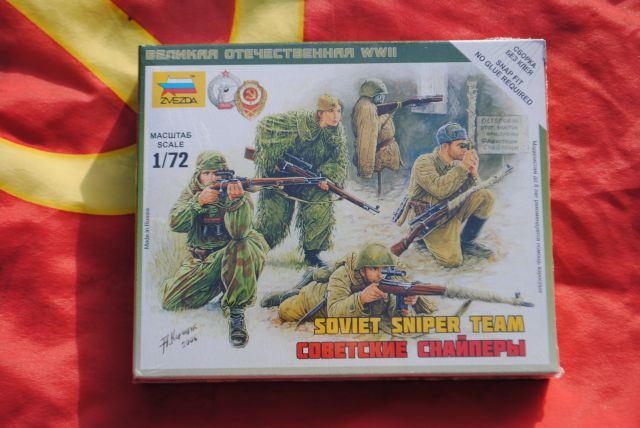 ВЕЛИКАЯ ОТЕЧЕСТВЕННАЯ WWII
СБОРКА
БЕЗ КЛЕЯ
SNAP FIT
NO GLUE REQUIRED
ZVEZDA
МАСШТАБ
SCALE
1/72
Made in Russia
SOVIET SNIPER TEAM
СОВЕТСКИЕ СНАЙПЕРЫ
2006